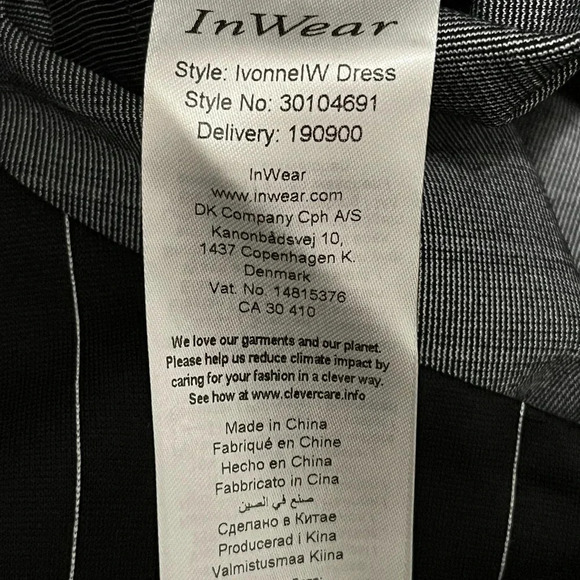 InWear
Style: IvonneIW Dress
Style No: 30104691
Delivery: 190900
InWear
www.inwear.com
DK Company Cph A/S
Kanonbådsvej 10,
1437 Copenhagen K.
Denmark
Vat. No. 14815376
CA 30 410
We love our garments and our planet.
Please help us reduce climate impact by
caring for your fashion in a clever way.
See how at www.clevercare.info
Made in China
Fabriqué en Chine
Hecho en China
Fabbricato in Cina
صنع في الصين
Сделано в Китае
Producerad i Kina
Valmistusmaa Kiina